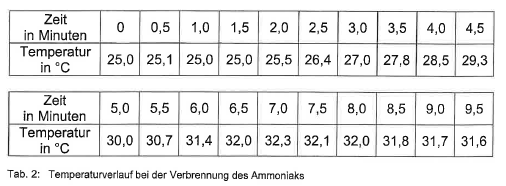 Zeit in Minuten 0 0,5 1,0 1,5 2,0 2,5 3,0 3,5 4,0 4,5
Temperatur in °C 25,0 25,1 25,0 25,0 25,5 26,4 27,0 27,8 28,5 29,3
Zeit in Minuten 5,0 5,5 6,0 6,5 7,0 7,5 8,0 8,5 9,0 9,5
Temperatur in °C 30,0 30,7 31,4 32,0 32,3 32,1 32,0 31,8 31,7 31,6
Tab. 2: Temperaturverlauf bei der Verbrennung des Ammoniaks